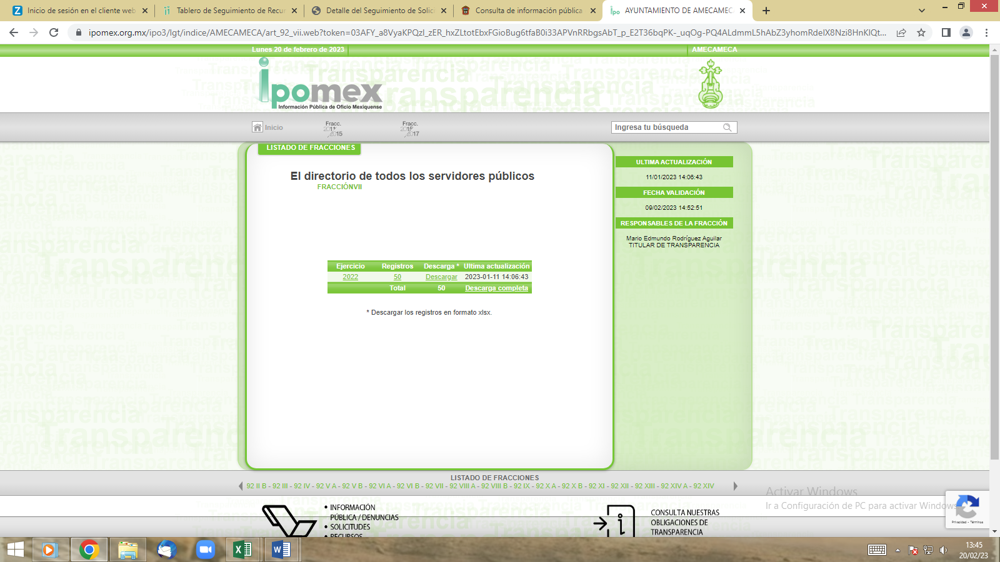 Inicio de sesión en el cliente web
Tablero de Seguimiento de Recur
Detalle del Seguimiento de Solici
Consulta de información pública
AYUNTAMIENTO DE AMECAMEC
ipomex.org.mx/ipo3/lgt/indice/AMECAMECA/art_92_vii.web?token=03AFY_a8VyaKPQzl_zER_hxZLtotEbxFGioBug6tfaB0i33APVnRRbgsAbT_p_E2T36bqPK-_uqOg-PQ4ALdmmL5hAbZ3yhomRdeIX8Nzi8HnKlQt...
Lunes 20 de febrero de 2023
AMECAMECA
ipomex
Información Pública de Oficio Mexiquense
Inicio
Fracc.
2015
Fracc.
2017
Ingresa tu búsqueda
LISTADO DE FRACCIONES
El directorio de todos los servidores públicos
FRACCIÓNVII
ULTIMA ACTUALIZACIÓN
11/01/2023 14:06:43
FECHA VALIDACIÓN
09/02/2023 14:52:51
RESPONSABLES DE LA FRACCIÓN
Mario Edmundo Rodríguez Aguilar
TITULAR DE TRANSPARENCIA
Ejercicio Registros Descarga * Ultima actualización
2022 50 Descargar 2023-01-11 14:06:43
Total 50 Descarga completa
* Descargar los registros en formato xlsx.
LISTADO DE FRACCIONES
92 II B - 92 III - 92 IV - 92 V A - 92 V B - 92 VI A - 92 VI B - 92 VII - 92 VIII A - 92 VIII B - 92 IX - 92 X A - 92 X B - 92 XI - 92 XII - 92 XIII - 92 XIV A - 92 XIV
• INFORMACIÓN
PÚBLICA / DENUNCIAS
• SOLICITUDES
• RECURSOS
CONSULTA NUESTRAS
OBLIGACIONES DE
TRANSPARENCIA
Activar Windows
Ir a Configuración de PC para activar Windows
Privacidad - Términos
13:45
20/02/23